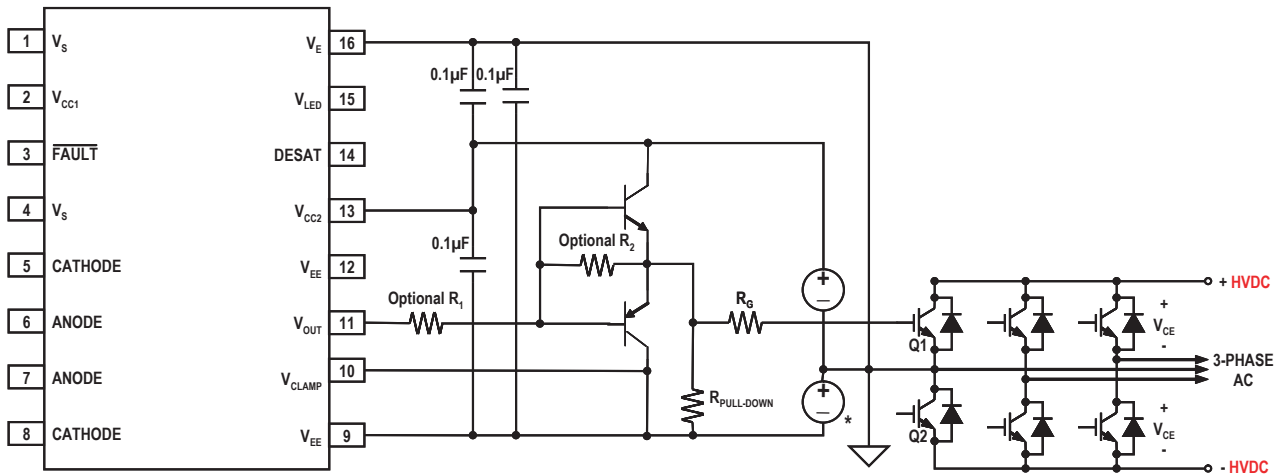 1 V_S
2 V_CC1
3 FAULT
4 V_S
5 CATHODE
6 ANODE
7 ANODE
8 CATHODE
V_E 16
V_LED 15
DESAT 14
V_CC2 13
V_EE 12
V_OUT 11
V_CLAMP 10
V_EE 9
0.1µF 0.1µF
0.1µF
Optional R_1
Optional R_2
R_G
R_PULL-DOWN
+
–
+
–
*
Q1
Q2
+ HVDC
+
V_CE
-
3-PHASE
AC
+
V_CE
-
- HVDC